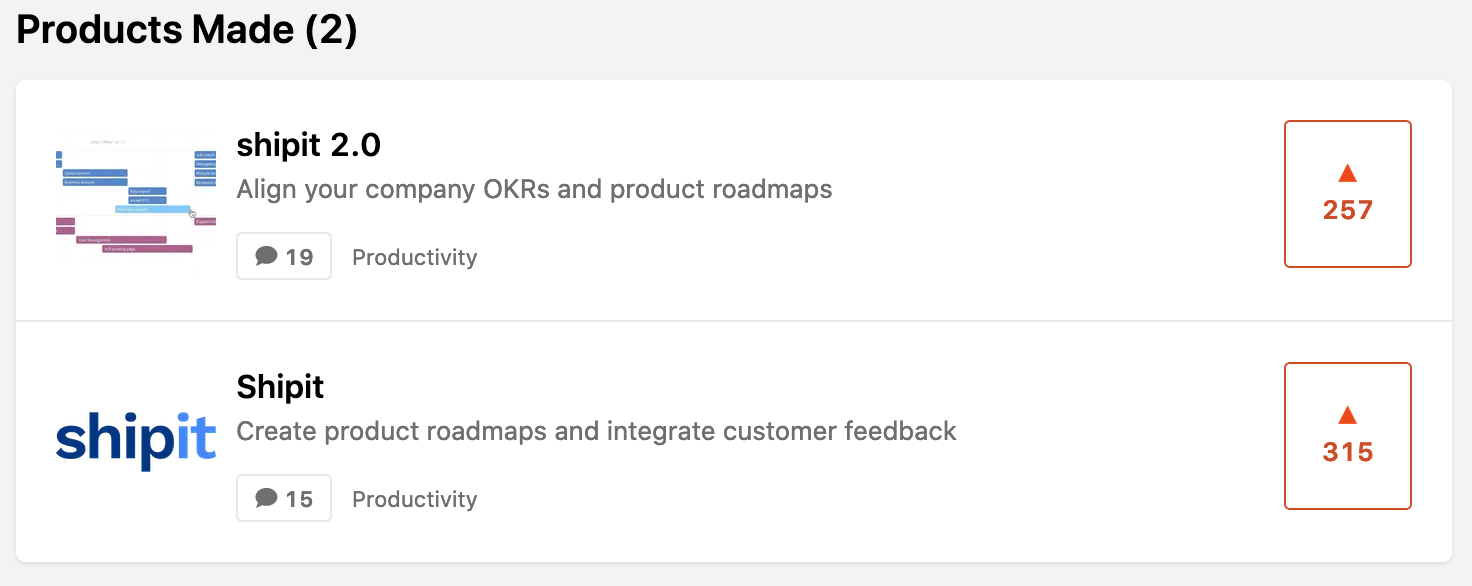 Products Made (2)
shipit 2.0
Align your company OKRs and product roadmaps
19 Productivity
257
shipit
Shipit
Create product roadmaps and integrate customer feedback
15 Productivity
315